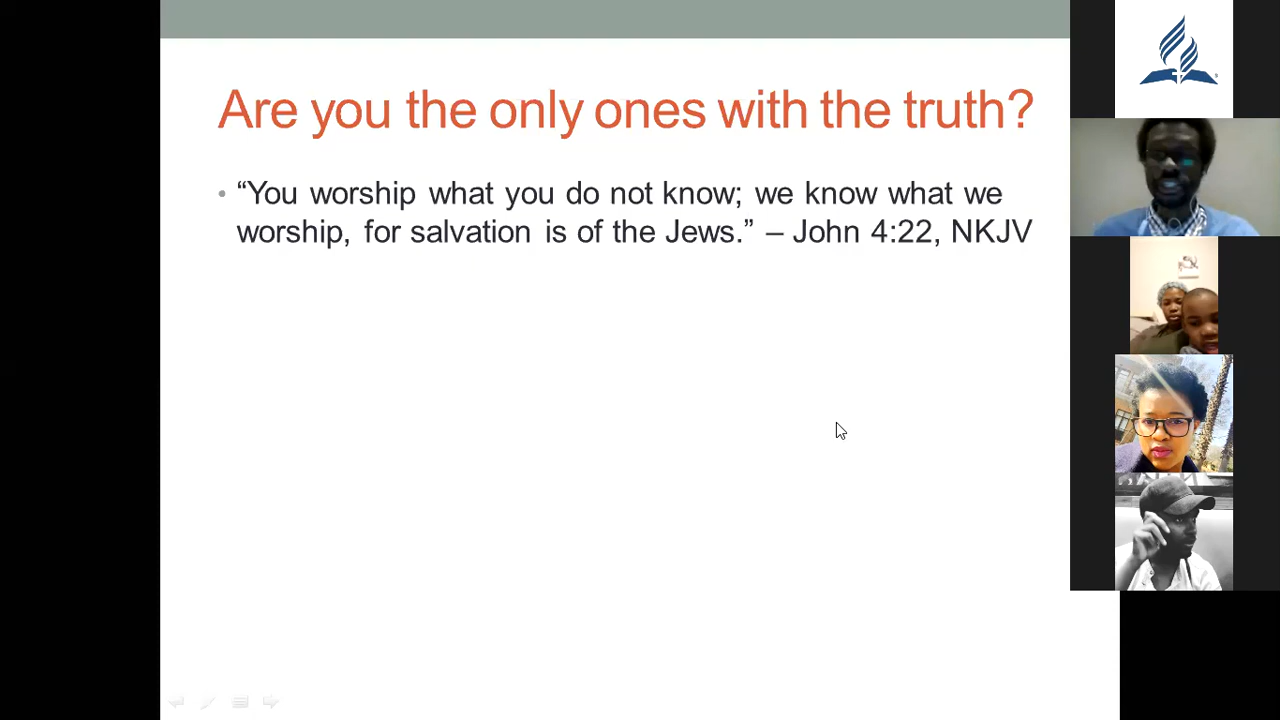 Are you the only ones with the truth?
• “You worship what you do not know; we know what we
worship, for salvation is of the Jews.” – John 4:22, NKJV